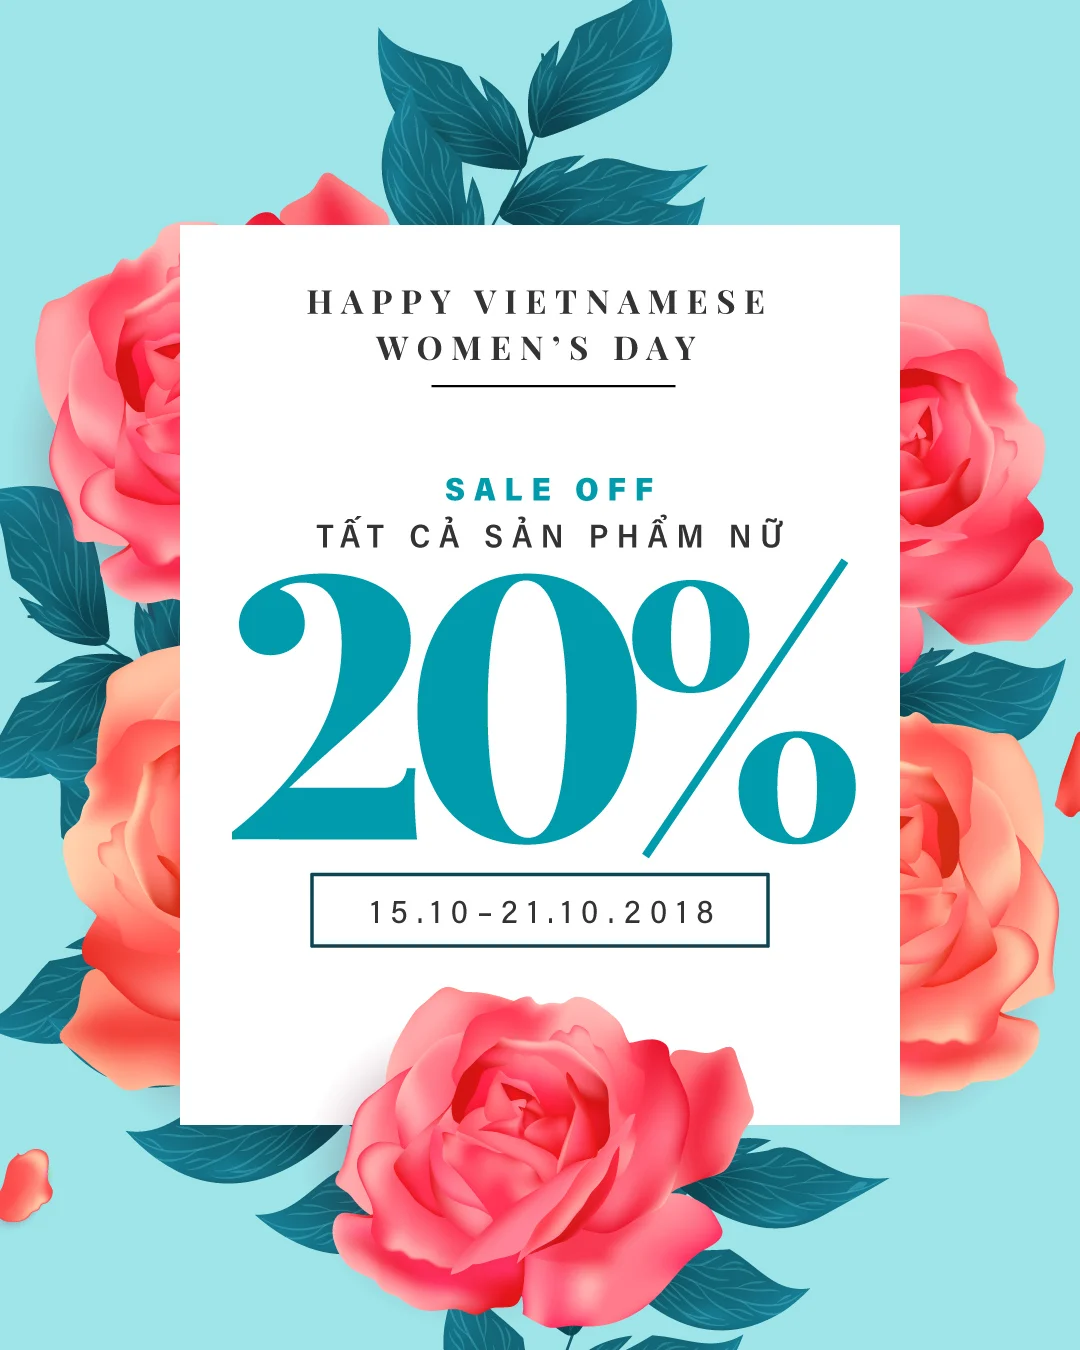 HAPPY VIETNAMESE
WOMEN’S DAY
SALE OFF
TẤT CẢ SẢN PHẨM NỮ
20%
15.10-21.10.2018